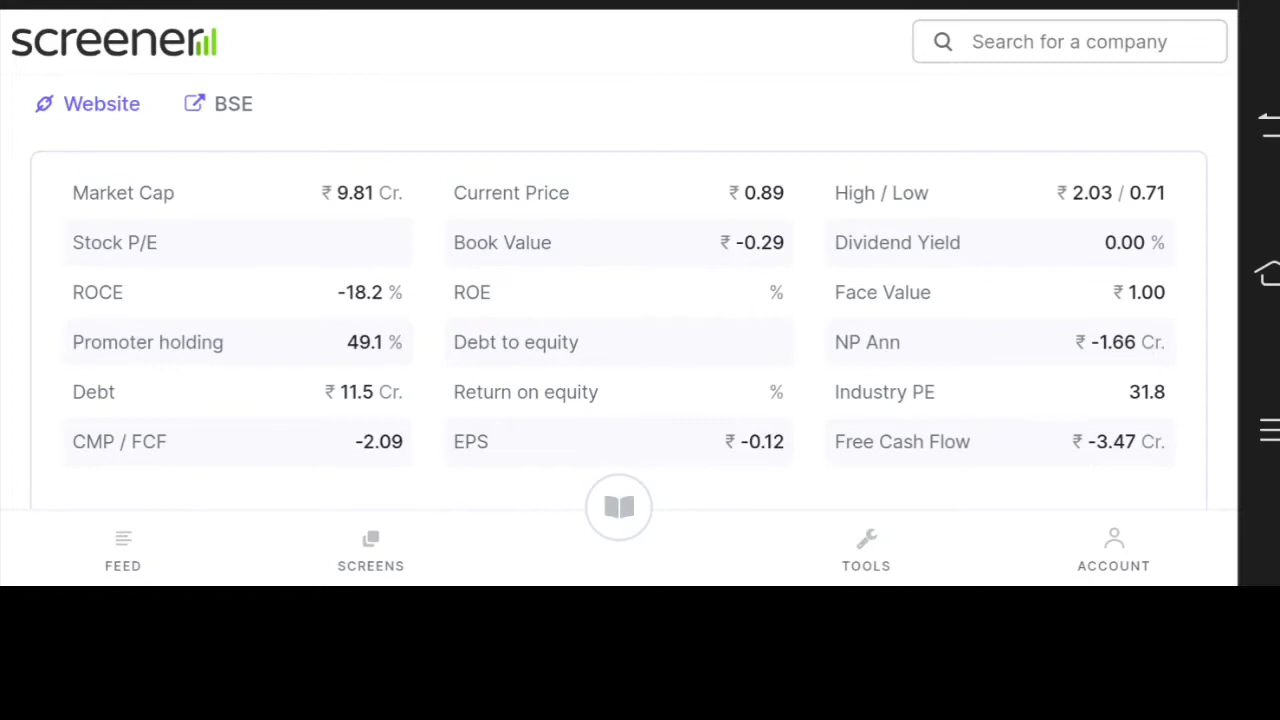 screener
Search for a company
Website BSE
Market Cap ₹ 9.81 Cr. Current Price ₹ 0.89 High / Low ₹ 2.03 / 0.71
Stock P/E Book Value ₹ -0.29 Dividend Yield 0.00 %
ROCE -18.2 % ROE % Face Value ₹ 1.00
Promoter holding 49.1 % Debt to equity NP Ann ₹ -1.66 Cr.
Debt ₹ 11.5 Cr. Return on equity % Industry PE 31.8
CMP / FCF -2.09 EPS ₹ -0.12 Free Cash Flow ₹ -3.47 Cr.
FEED SCREENS TOOLS ACCOUNT